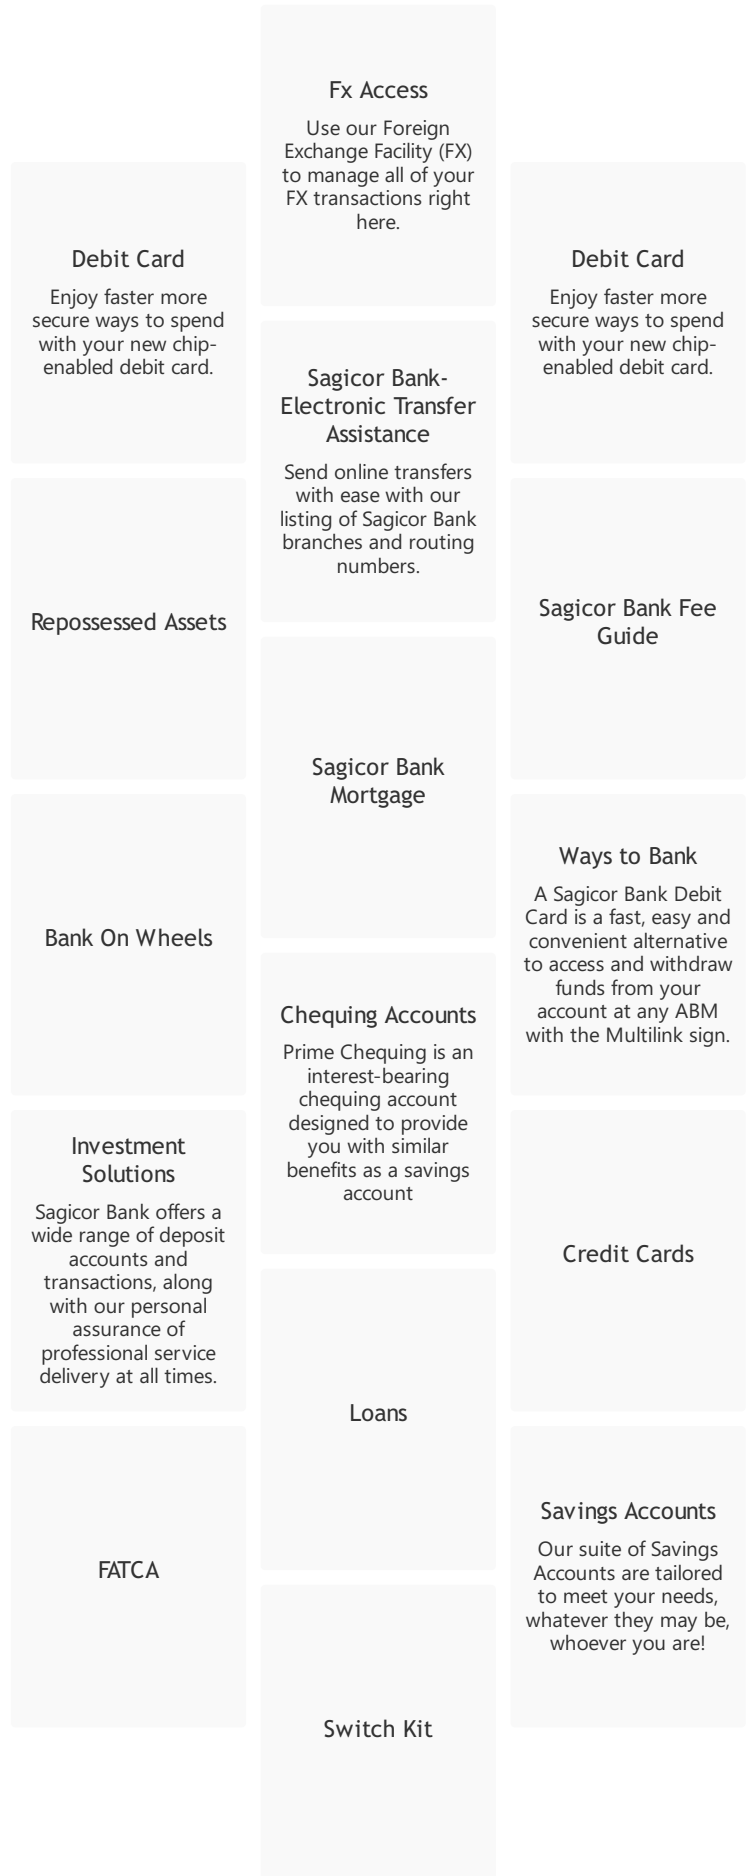 Fx Access
Use our Foreign
Exchange Facility (FX)
to manage all of your
FX transactions right
here.
Debit Card
Enjoy faster more
secure ways to spend
with your new chip-
enabled debit card.
Debit Card
Enjoy faster more
secure ways to spend
with your new chip-
enabled debit card.
Sagicor Bank-
Electronic Transfer
Assistance
Send online transfers
with ease with our
listing of Sagicor Bank
branches and routing
numbers.
Repossessed Assets
Sagicor Bank Fee
Guide
Sagicor Bank
Mortgage
Bank On Wheels
Ways to Bank
A Sagicor Bank Debit
Card is a fast, easy and
convenient alternative
to access and withdraw
funds from your
account at any ABM
with the Multilink sign.
Chequing Accounts
Prime Chequing is an
interest-bearing
chequing account
designed to provide
you with similar
benefits as a savings
account
Investment
Solutions
Sagicor Bank offers a
wide range of deposit
accounts and
transactions, along
with our personal
assurance of
professional service
delivery at all times.
Credit Cards
Loans
FATCA
Savings Accounts
Our suite of Savings
Accounts are tailored
to meet your needs,
whatever they may be,
whoever you are!
Switch Kit